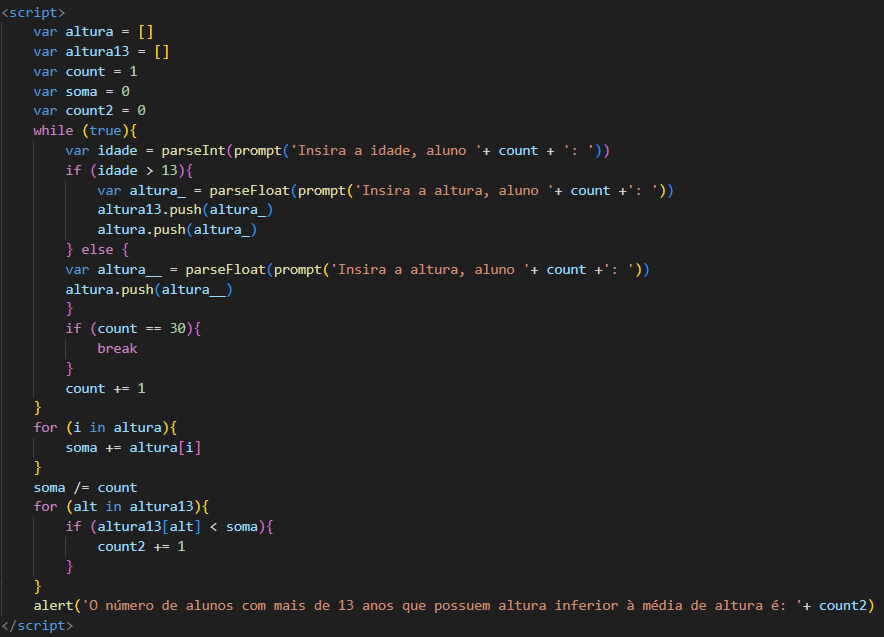 <script>
var altura = []
var altura13 = []
var count = 1
var soma = 0
var count2 = 0
while (true){
var idade = parseInt(prompt('Insira a idade, aluno '+ count + ': '))
if (idade > 13){
var altura_ = parseFloat(prompt('Insira a altura, aluno '+ count +': '))
altura13.push(altura_)
altura.push(altura_)
} else {
var altura__ = parseFloat(prompt('Insira a altura, aluno '+ count +': '))
altura.push(altura__)
}
if (count == 30){
break
}
count += 1
}
for (i in altura){
soma += altura[i]
}
soma /= count
for (alt in altura13){
if (altura13[alt] < soma){
count2 += 1
}
}
alert('O número de alunos com mais de 13 anos que possuem altura inferior à média de altura é: '+ count2)
</script>